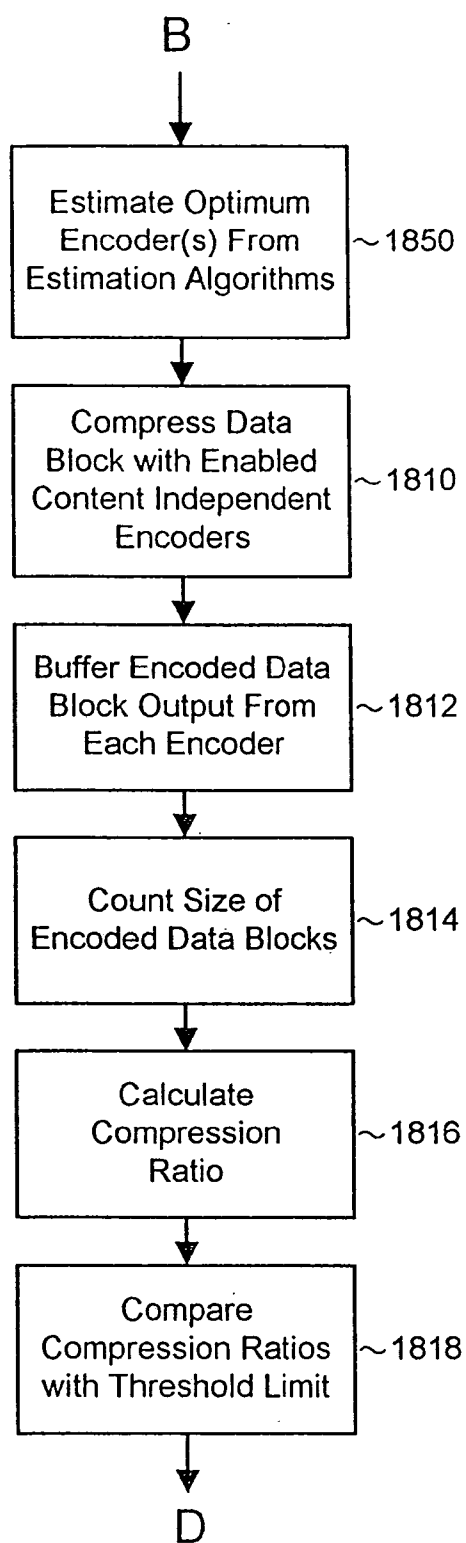 B
Estimate Optimum
Encoder(s) From
Estimation Algorithms
~1850
Compress Data
Block with Enabled
Content Independent
Encoders
~1810
Buffer Encoded Data
Block Output From
Each Encoder
~1812
Count Size of
Encoded Data Blocks
~1814
Calculate
Compression
Ratio
~1816
Compare
Compression Ratios
with Threshold Limit
~1818
D